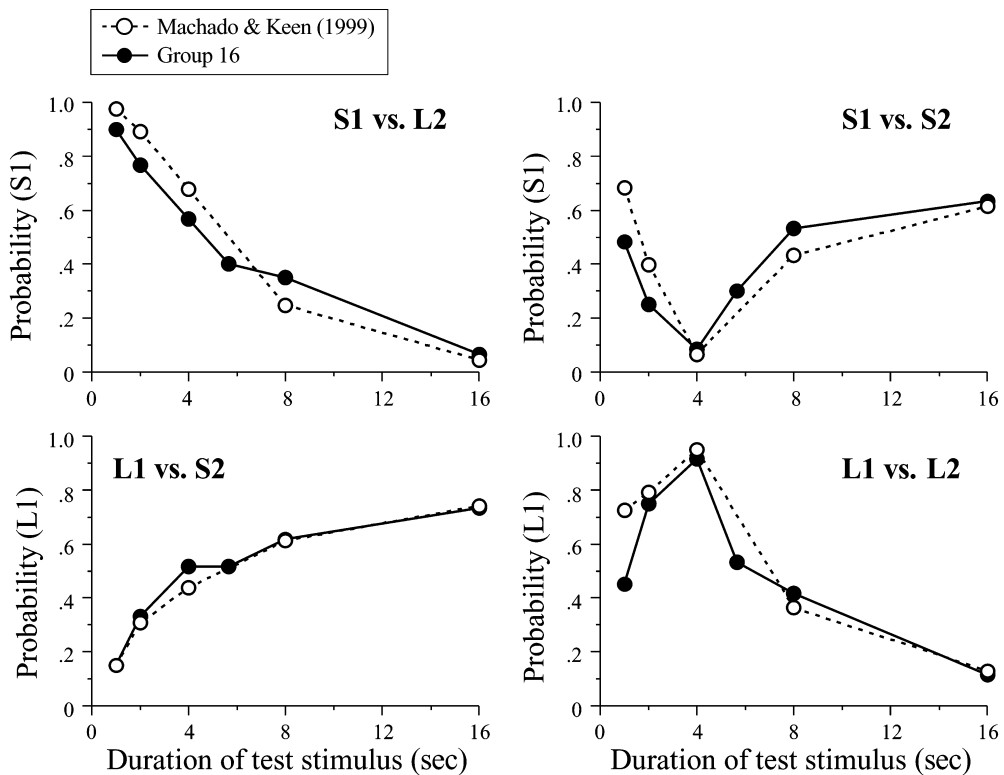 Machado & Keen (1999)
Group 16
S1 vs. L2
Probability (S1)
1.0
.8
.6
.4
.2
0
0 4 8 12 16
S1 vs. S2
Probability (S1)
1.0
.8
.6
.4
.2
0
0 4 8 12 16
L1 vs. S2
Probability (L1)
1.0
.8
.6
.4
.2
0
0 4 8 12 16
Duration of test stimulus (sec)
L1 vs. L2
Probability (L1)
1.0
.8
.6
.4
.2
0
0 4 8 12 16
Duration of test stimulus (sec)